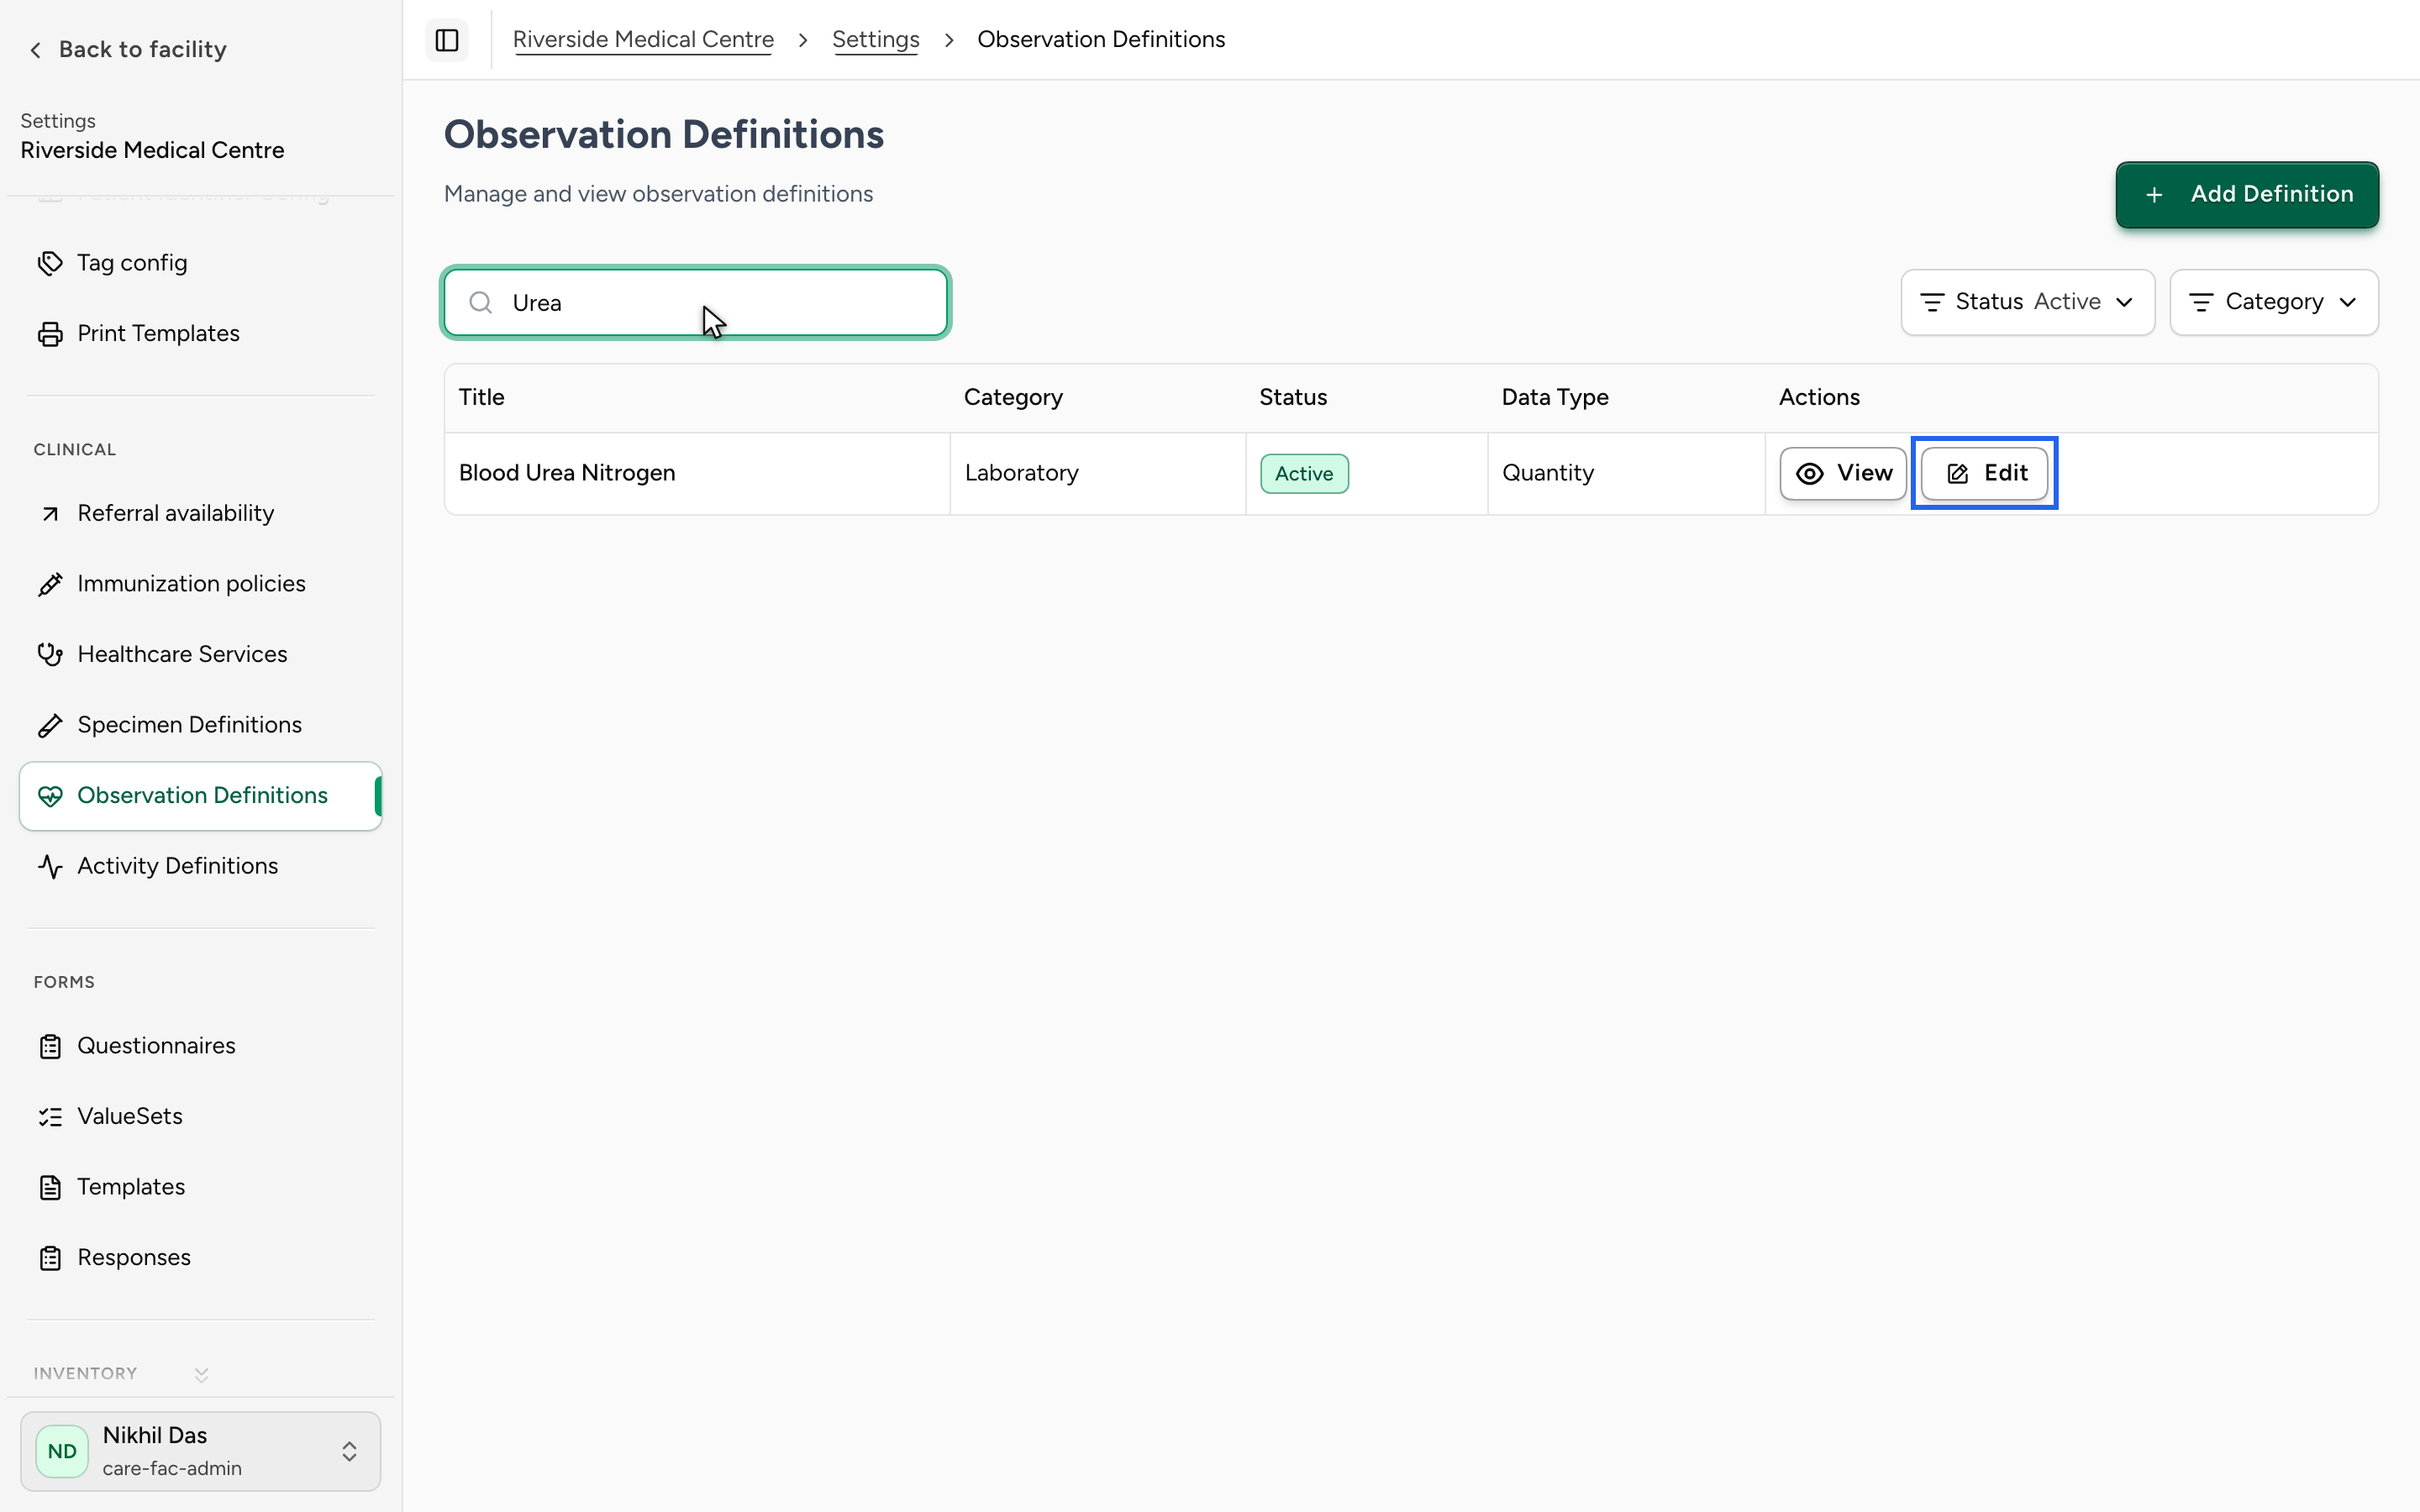 Back to facility
Settings
Riverside Medical Centre
Tag config
Print Templates
CLINICAL
Referral availability
Immunization policies
Healthcare Services
Specimen Definitions
Observation Definitions
Activity Definitions
FORMS
Questionnaires
ValueSets
Templates
Responses
INVENTORY
ND
Nikhil Das
care-fac-admin
Riverside Medical Centre > Settings > Observation Definitions
Observation Definitions
Manage and view observation definitions
+ Add Definition
Urea
Status Active
Category
Title Category Status Data Type Actions
Blood Urea Nitrogen Laboratory Active Quantity View Edit